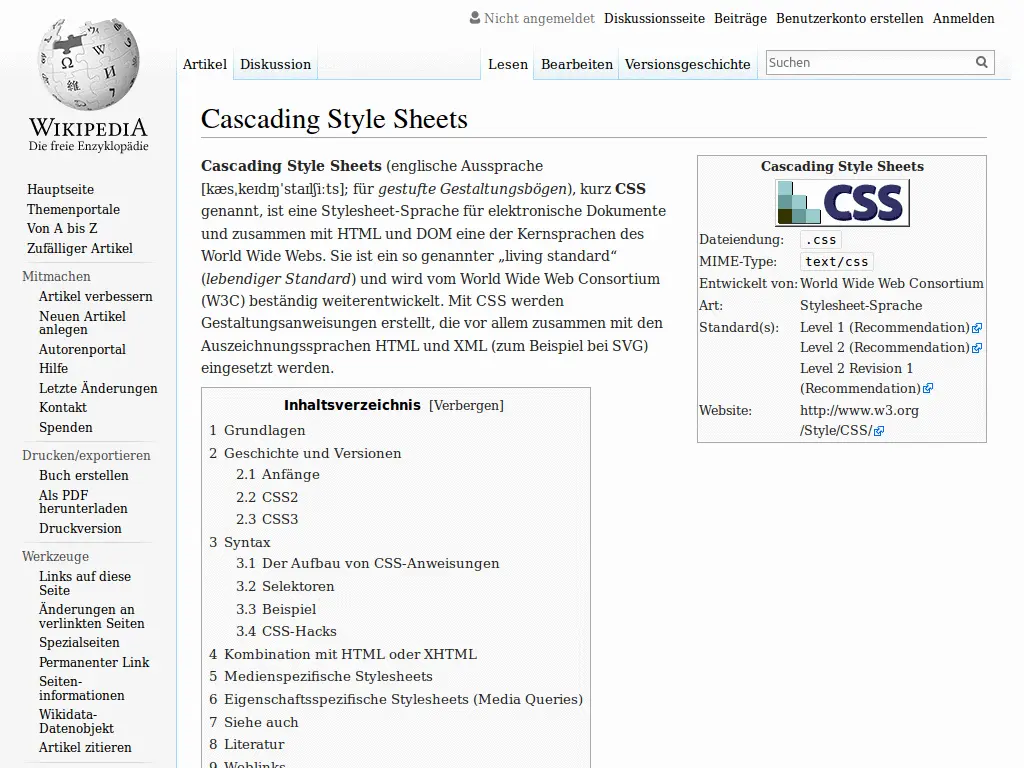 Nicht angemeldet Diskussionsseite Beiträge Benutzerkonto erstellen Anmelden
WIKIPEDIA
Die freie Enzyklopädie
Artikel Diskussion Lesen Bearbeiten Versionsgeschichte Suchen
Hauptseite
Themenportale
Von A bis Z
Zufälliger Artikel
Mitmachen
Artikel verbessern
Neuen Artikel
anlegen
Autorenportal
Hilfe
Letzte Änderungen
Kontakt
Spenden
Drucken/exportieren
Buch erstellen
Als PDF
herunterladen
Druckversion
Werkzeuge
Links auf diese
Seite
Änderungen an
verlinkten Seiten
Spezialseiten
Permanenter Link
Seiten-
informationen
Wikidata-
Datenobjekt
Artikel zitieren
Cascading Style Sheets
Cascading Style Sheets (englische Aussprache
[kæsˌkeɪdɪŋˈstaɪlʃiːts]; für gestufte Gestaltungsbögen), kurz CSS
genannt, ist eine Stylesheet-Sprache für elektronische Dokumente
und zusammen mit HTML und DOM eine der Kernsprachen des
World Wide Webs. Sie ist ein so genannter „living standard“
(lebendiger Standard) und wird vom World Wide Web Consortium
(W3C) beständig weiterentwickelt. Mit CSS werden
Gestaltungsanweisungen erstellt, die vor allem zusammen mit den
Auszeichnungssprachen HTML und XML (zum Beispiel bei SVG)
eingesetzt werden.
Cascading Style Sheets
CSS
Dateiendung: .css
MIME-Type: text/css
Entwickelt von: World Wide Web Consortium
Art: Stylesheet-Sprache
Standard(s): Level 1 (Recommendation)
Level 2 (Recommendation)
Level 2 Revision 1
(Recommendation)
Website: http://www.w3.org
/Style/CSS/
Inhaltsverzeichnis [Verbergen]
1 Grundlagen
2 Geschichte und Versionen
2.1 Anfänge
2.2 CSS2
2.3 CSS3
3 Syntax
3.1 Der Aufbau von CSS-Anweisungen
3.2 Selektoren
3.3 Beispiel
3.4 CSS-Hacks
4 Kombination mit HTML oder XHTML
5 Medienspezifische Stylesheets
6 Eigenschaftsspezifische Stylesheets (Media Queries)
7 Siehe auch
8 Literatur
9 Weblinks